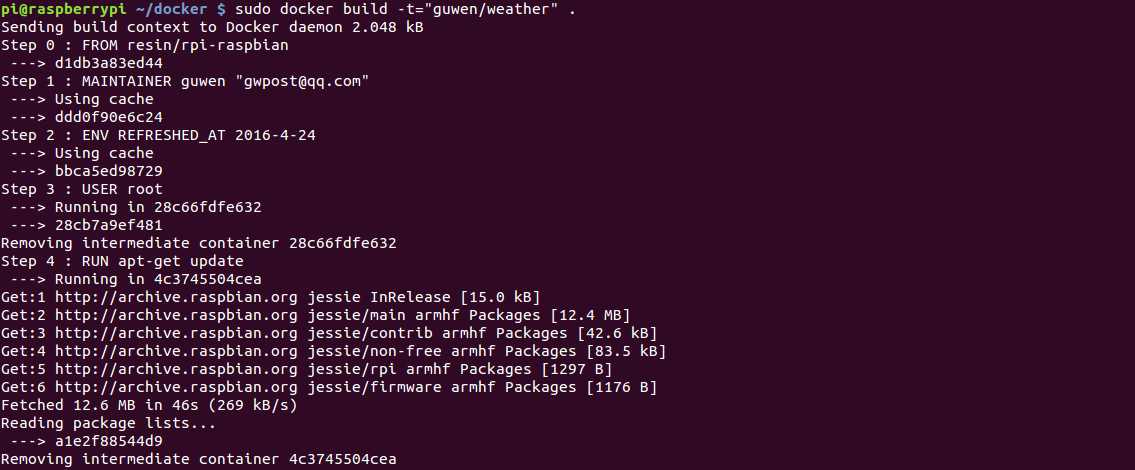 pi@raspberrypi ~/docker $ sudo docker build -t="guwen/weather" .
Sending build context to Docker daemon 2.048 kB
Step 0 : FROM resin/rpi-raspbian
 ---> d1db3a83ed44
Step 1 : MAINTAINER guwen "gwpost@qq.com"
 ---> Using cache
 ---> ddd0f90e6c24
Step 2 : ENV REFRESHED_AT 2016-4-24
 ---> Using cache
 ---> bbca5ed98729
Step 3 : USER root
 ---> Running in 28c66fdfe632
 ---> 28cb7a9ef481
Removing intermediate container 28c66fdfe632
Step 4 : RUN apt-get update
 ---> Running in 4c3745504cea
Get:1 http://archive.raspbian.org jessie InRelease [15.0 kB]
Get:2 http://archive.raspbian.org jessie/main armhf Packages [12.4 MB]
Get:3 http://archive.raspbian.org jessie/contrib armhf Packages [42.6 kB]
Get:4 http://archive.raspbian.org jessie/non-free armhf Packages [83.5 kB]
Get:5 http://archive.raspbian.org jessie/rpi armhf Packages [1297 B]
Get:6 http://archive.raspbian.org jessie/firmware armhf Packages [1176 B]
Fetched 12.6 MB in 46s (269 kB/s)
Reading package lists...
 ---> a1e2f88544d9
Removing intermediate container 4c3745504cea